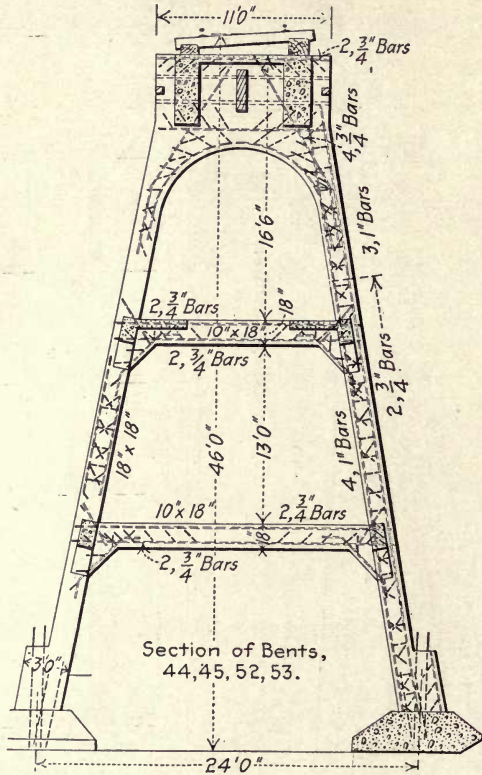 11'0"
2, 3/4" Bars
4, 3/4" Bars
3, 1" Bars
16'6"
2, 3/4" Bars
18"
10" x 18"
2, 3/4" Bars
2, 3/4"
18" x 18"
46'0"
13'0"
4, 1" Bars
10" x 18"
2, 3/4" Bars
18"
2, 3/4" Bars
Section of Bents,
44, 45, 52, 53.
3'0"
24'0"